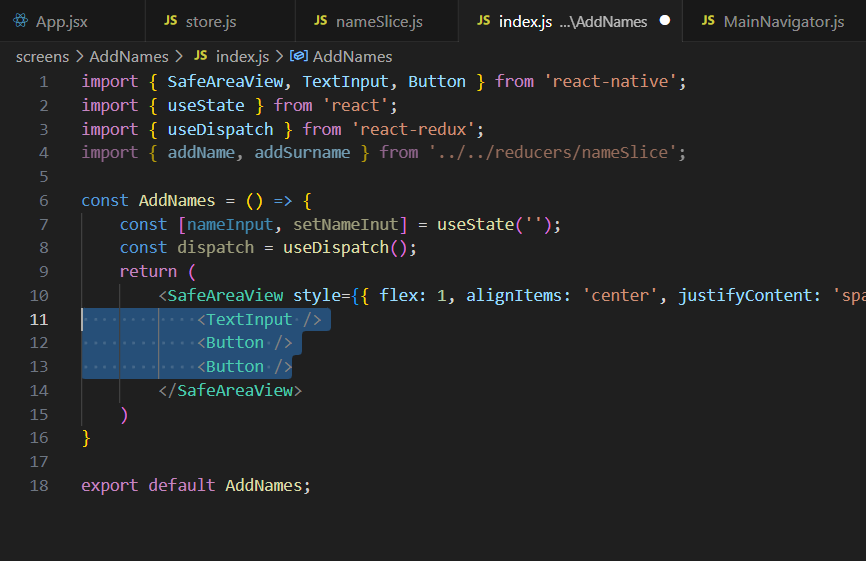 App.jsx JS store.js JS nameSlice.js JS index.js ...\AddNames JS MainNavigator.js
screens > AddNames > JS index.js > AddNames
1 import { SafeAreaView, TextInput, Button } from 'react-native';
2 import { useState } from 'react';
3 import { useDispatch } from 'react-redux';
4 import { addName, addSurname } from '../../reducers/nameSlice';
5
6 const AddNames = () => {
7 const [nameInput, setNameInut] = useState('');
8 const dispatch = useDispatch();
9 return (
10 <SafeAreaView style={{ flex: 1, alignItems: 'center', justifyContent: 'spa
11 <TextInput />
12 <Button />
13 <Button />
14 </SafeAreaView>
15 )
16 }
17
18 export default AddNames;